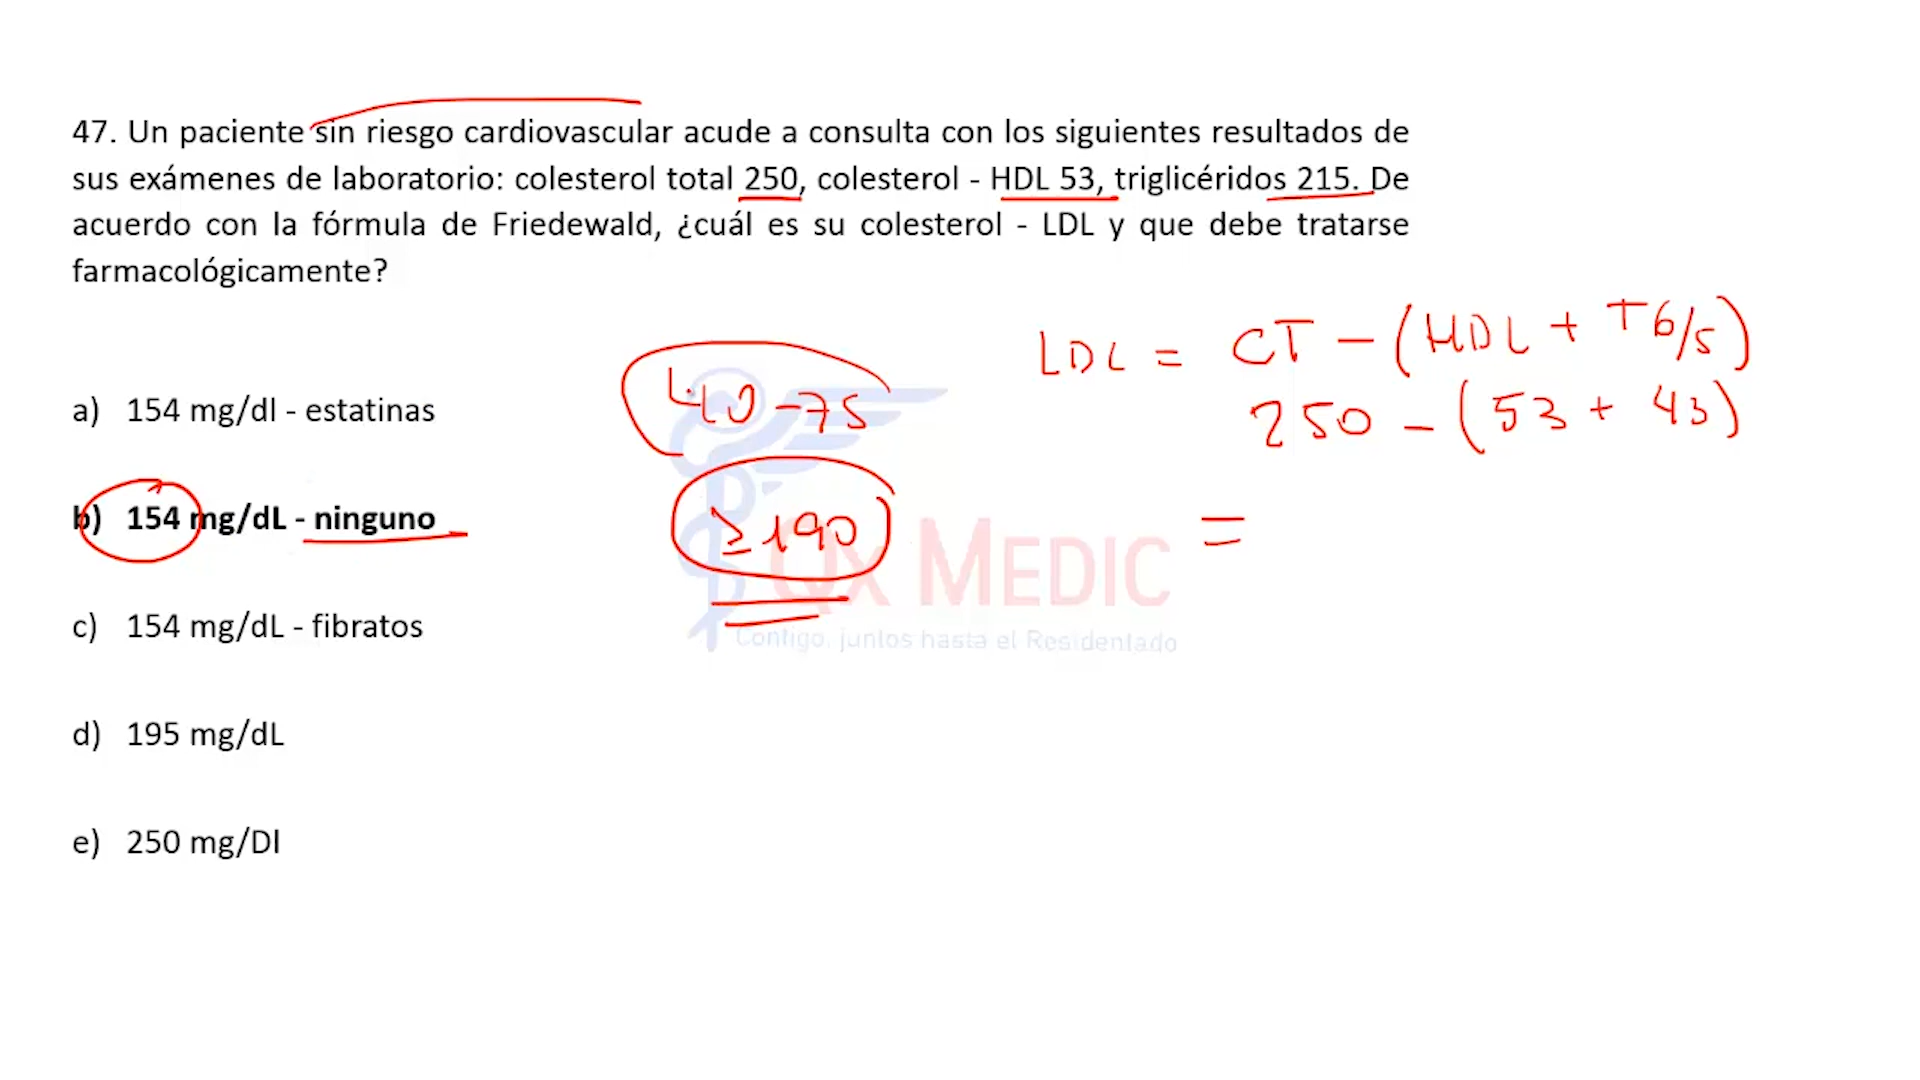 47. Un paciente sin riesgo cardiovascular acude a consulta con los siguientes resultados de
sus exámenes de laboratorio: colesterol total 250, colesterol - HDL 53, triglicéridos 215. De
acuerdo con la fórmula de Friedewald, ¿cuál es su colesterol - LDL y que debe tratarse
farmacológicamente?
LDL = CT - (HDL + TG/5)
250 - (53 + 43)
=
40-75
≥190
a) 154 mg/dl - estatinas
b) 154 mg/dL - ninguno
c) 154 mg/dL - fibratos
d) 195 mg/dL
e) 250 mg/Dl
Qx MEDIC
Contigo, juntos hasta el Residentado